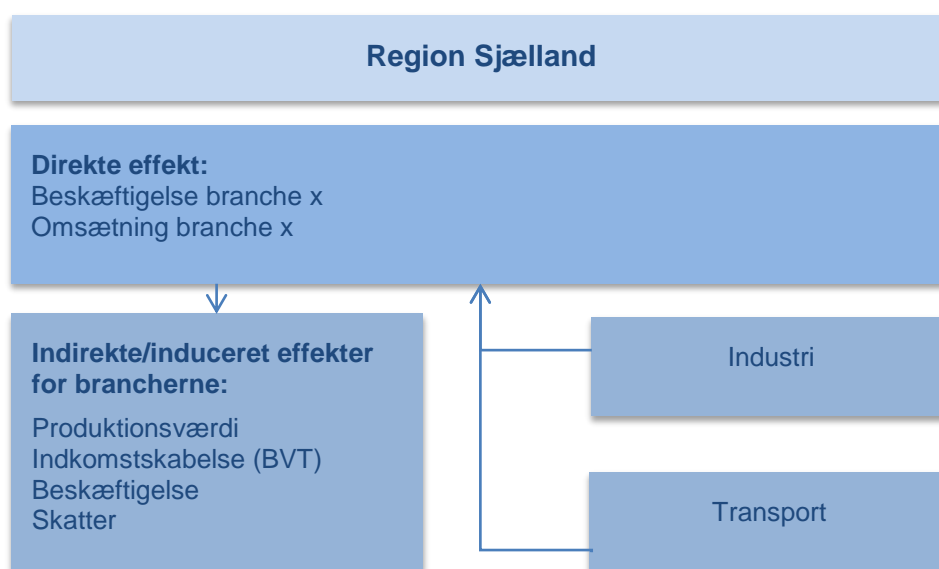 Region Sjælland
Direkte effekt:
Beskæftigelse branche x
Omsætning branche x
Indirekte/induceret effekter
for brancherne:
Produktionsværdi
Indkomstskabelse (BVT)
Beskæftigelse
Skatter
Industri
Transport